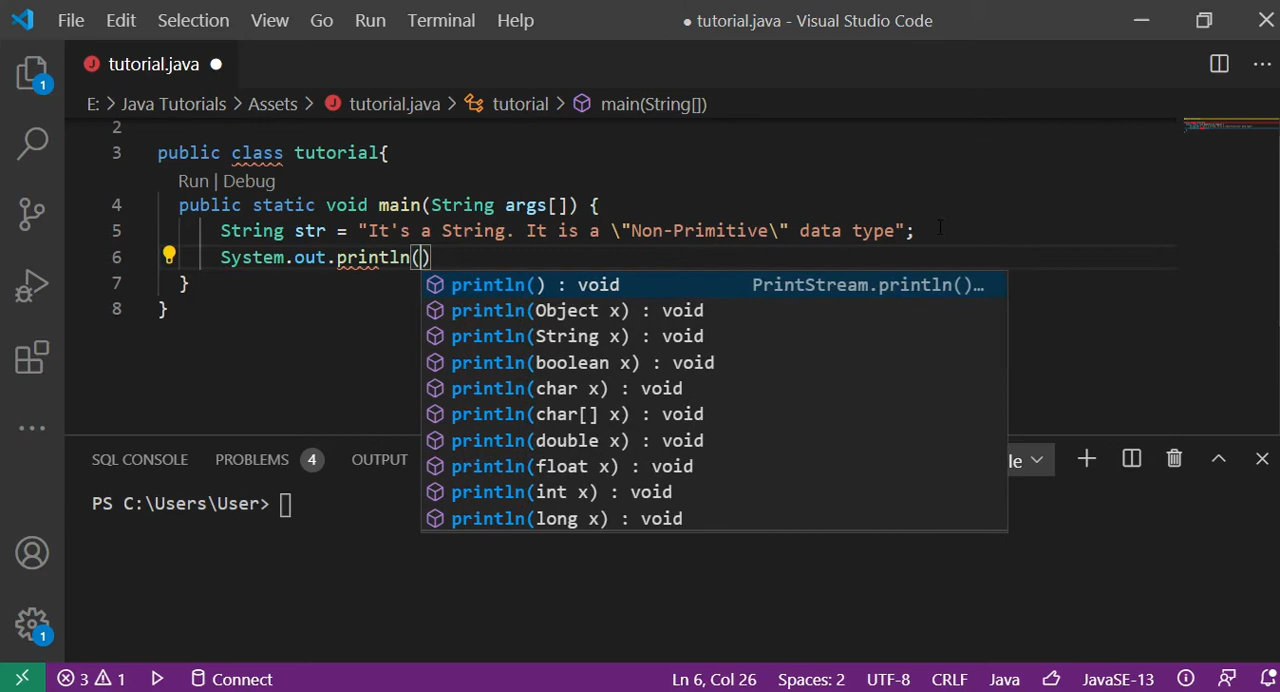 File Edit Selection View Go Run Terminal Help ● tutorial.java - Visual Studio Code
1 J tutorial.java
E: > Java Tutorials > Assets > J tutorial.java > tutorial > main(String[])
2
3 public class tutorial{
Run | Debug
4 public static void main(String args[]) {
5 String str = "It's a String. It is a \"Non-Primitive\" data type";
6 System.out.println()
7 }
8 }
println() : void PrintStream.println()…
println(Object x) : void
println(String x) : void
println(boolean x) : void
println(char x) : void
println(char[] x) : void
println(double x) : void
println(float x) : void
println(int x) : void
println(long x) : void
SQL CONSOLE PROBLEMS 4 OUTPUT le
PS C:\Users\User>
1
3 1 Connect Ln 6, Col 26 Spaces: 2 UTF-8 CRLF Java JavaSE-13